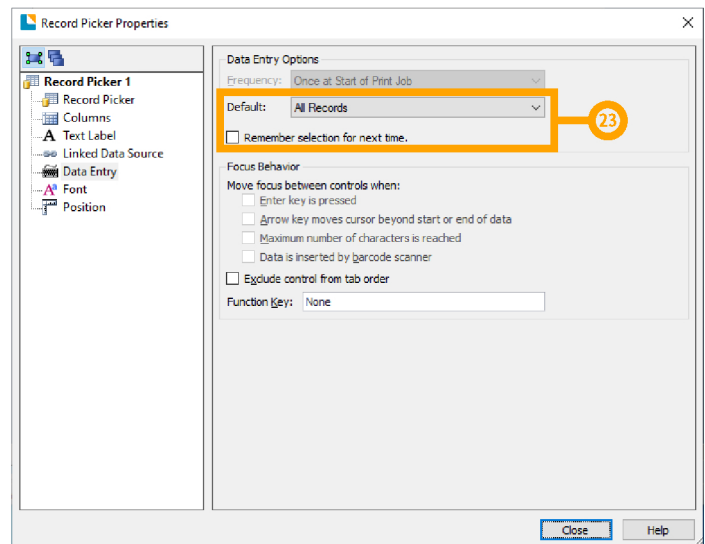 Record Picker Properties
Record Picker 1
Record Picker
Columns
A Text Label
Linked Data Source
Data Entry
Font
Position
Data Entry Options
Frequency: Once at Start of Print Job
Default: All Records
Remember selection for next time.
23
Focus Behavior
Move focus between controls when:
Enter key is pressed
Arrow key moves cursor beyond start or end of data
Maximum number of characters is reached
Data is inserted by barcode scanner
Exclude control from tab order
Function Key: None
Close Help